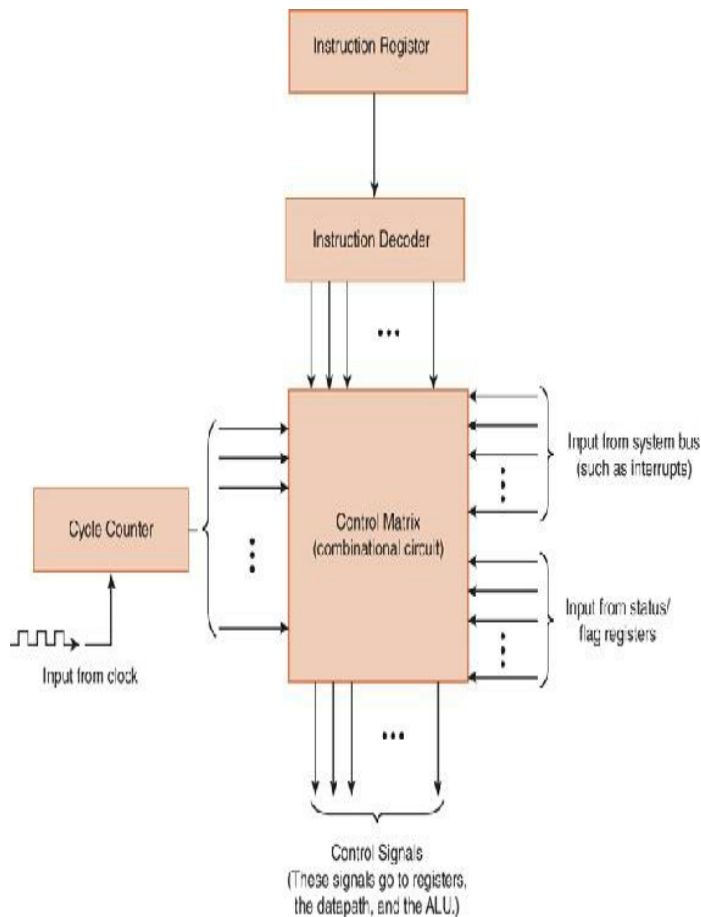 Instruction Register
Instruction Decoder
Input from system bus
(such as interrupts)
Control Matrix
(combinational circuit)
Cycle Counter
Input from status/
flag registers
Input from clock
Control Signals
(These signals go to registers,
the datapath, and the ALU.)